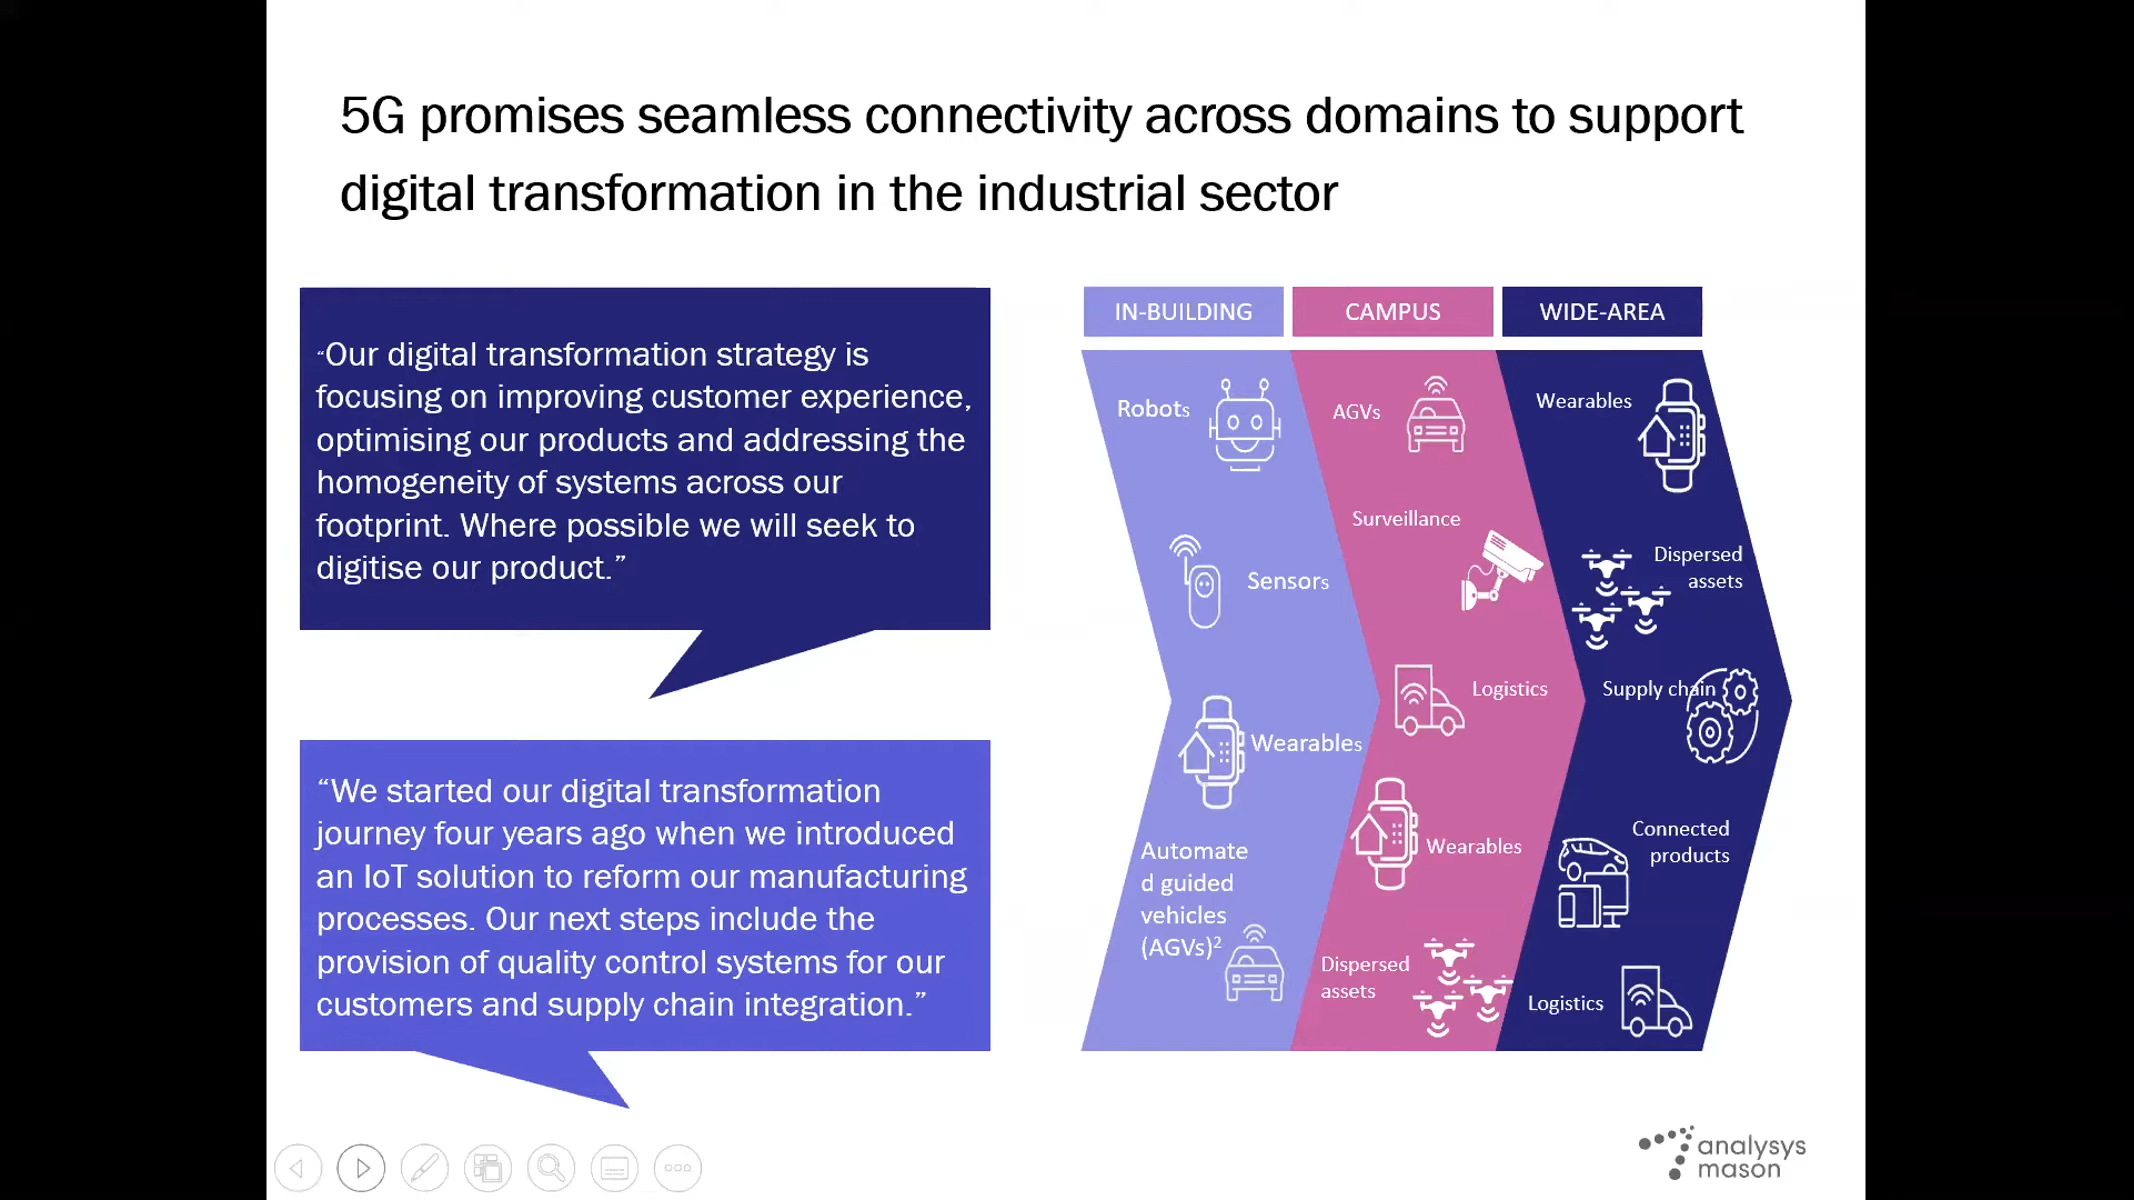 5G promises seamless connectivity across domains to support
digital transformation in the industrial sector
“Our digital transformation strategy is
focusing on improving customer experience,
optimising our products and addressing the
homogeneity of systems across our
footprint. Where possible we will seek to
digitise our product.”
“We started our digital transformation
journey four years ago when we introduced
an IoT solution to reform our manufacturing
processes. Our next steps include the
provision of quality control systems for our
customers and supply chain integration.”
IN-BUILDING
Robots
Sensors
Wearables
Automate
d guided
vehicles
(AGVs)²
CAMPUS
AGVs
Surveillance
Logistics
Wearables
Dispersed
assets
WIDE-AREA
Wearables
Dispersed
assets
Supply chain
Connected
products
Logistics
analysys
mason